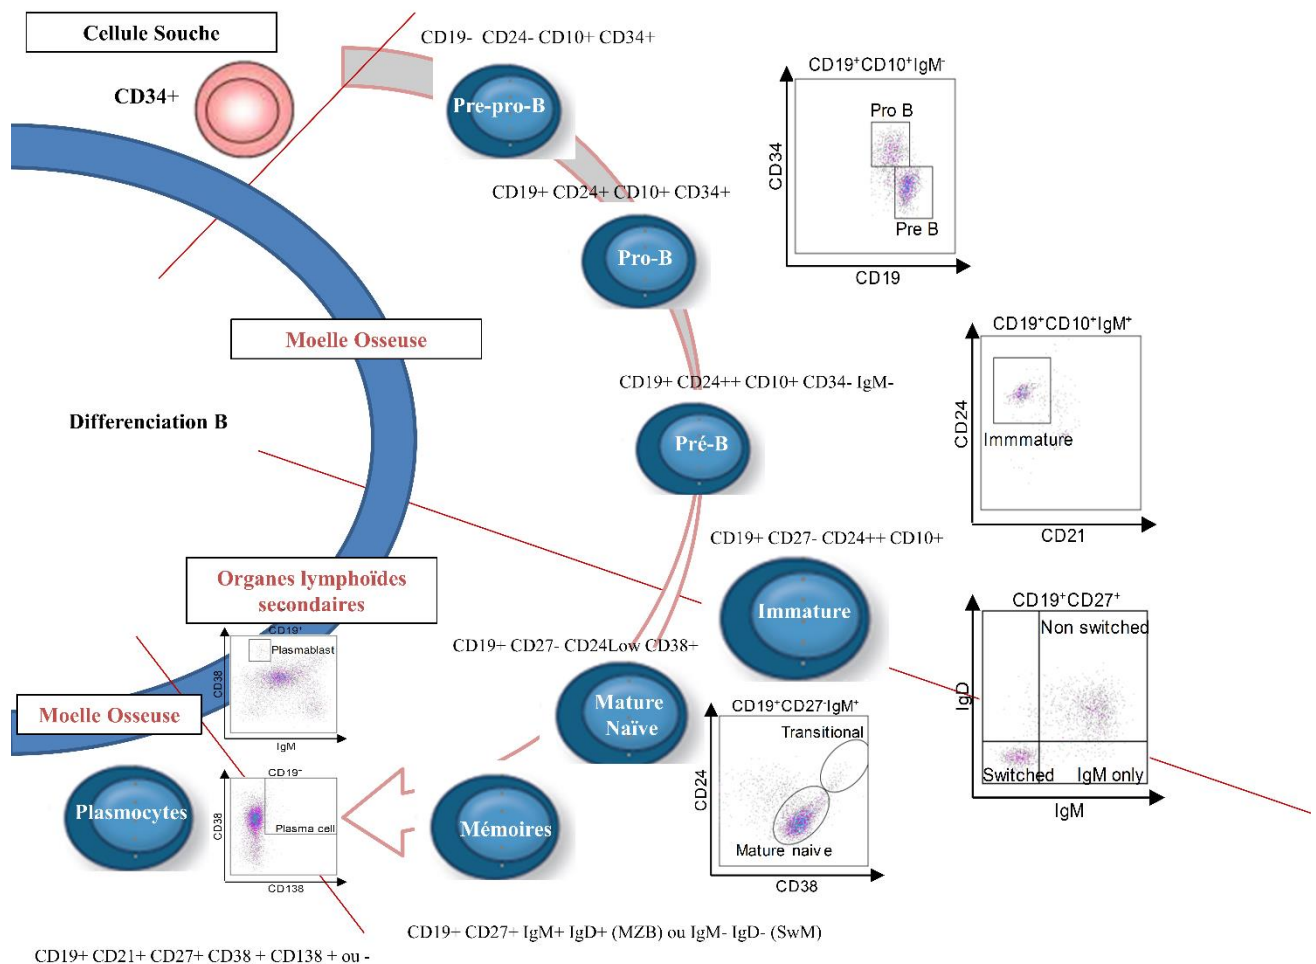 Cellule Souche
CD34+
CD19- CD24- CD10+ CD34+
Pre-pro-B
CD19+CD10+IgM-
Pro B
CD34
Pre B
CD19
CD19+ CD24+ CD10+ CD34+
Pro-B
Moelle Osseuse
CD19+CD10+IgM+
CD24
Immmature
CD21
CD19+ CD24++ CD10+ CD34- IgM-
Pré-B
Differenciation B
CD19+ CD27- CD24++ CD10+
Immature
Organes lymphoïdes
secondaires
CD19+
Plasmablast
CD38
IgM
CD19+ CD27- CD24Low CD38+
Mature
Naïve
CD19+CD27+
Non switched
IgD
Switched
IgM only
IgM
Moelle Osseuse
CD19+CD27-IgM+
Transitional
CD24
Mature naive
CD38
Plasmocytes
CD19-
CD38
Plasma cell
CD138
Mémoires
CD19+ CD27+ IgM+ IgD+ (MZB) ou IgM- IgD- (SwM)
CD19+ CD21+ CD27+ CD38 + CD138 + ou -